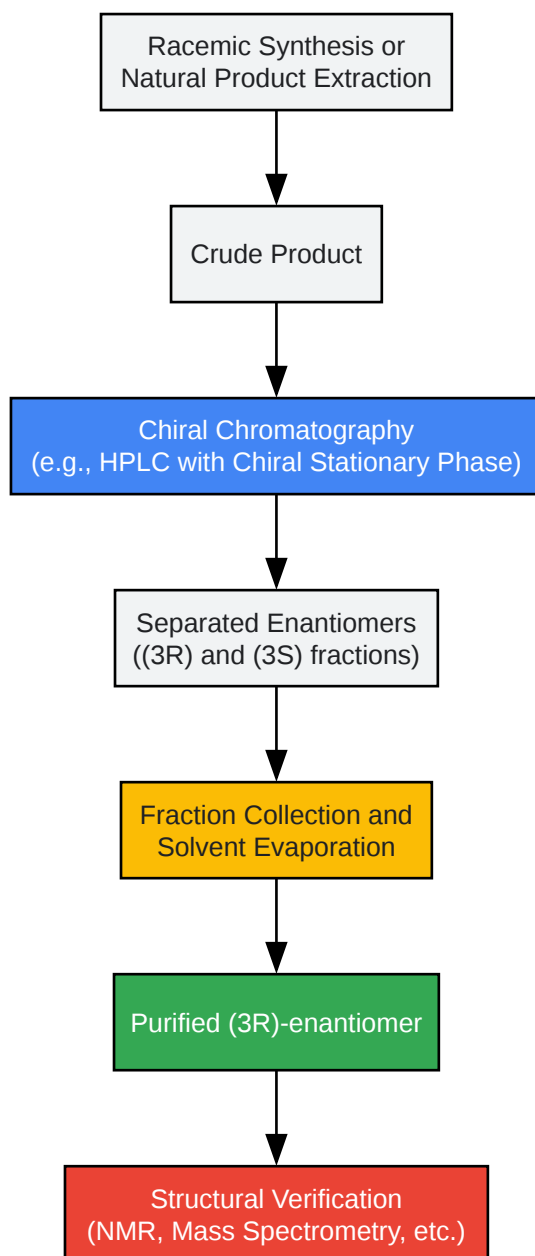 Racemic Synthesis or
Natural Product Extraction
Crude Product
Chiral Chromatography
(e.g., HPLC with Chiral Stationary Phase)
Separated Enantiomers
((3R) and (3S) fractions)
Fraction Collection and
Solvent Evaporation
Purified (3R)-enantiomer
Structural Verification
(NMR, Mass Spectrometry, etc.)